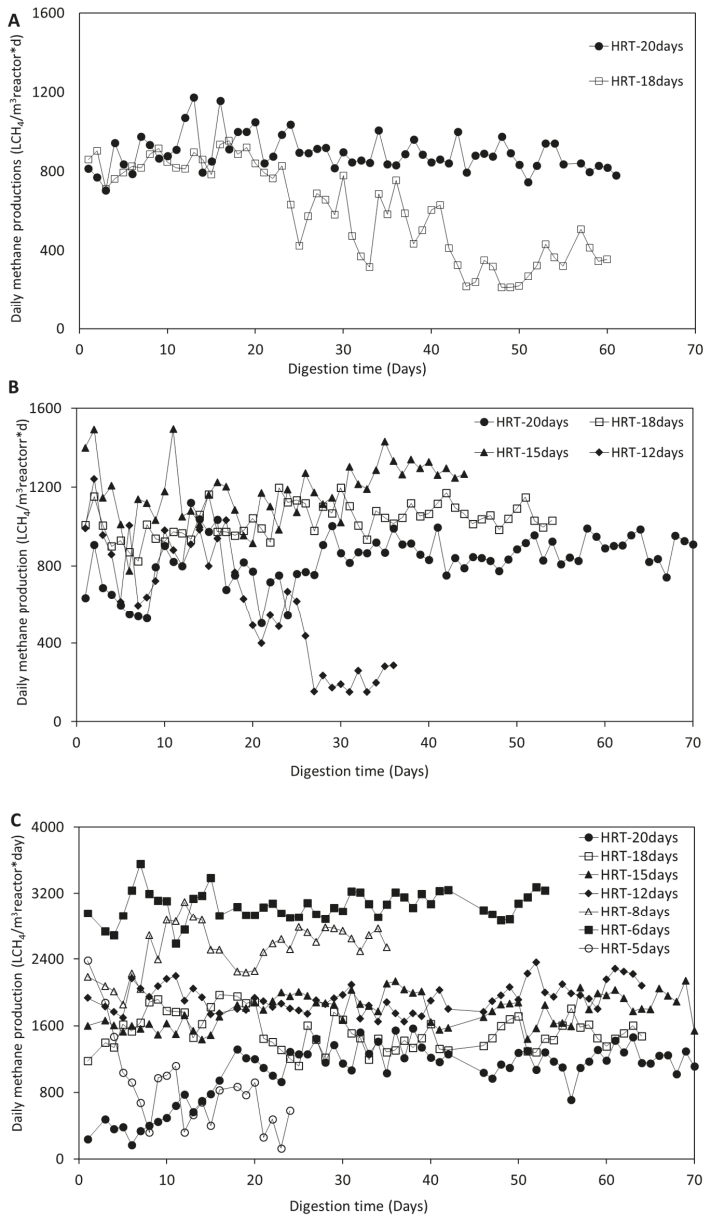 A
1600
1200
800
400
0
Daily methane productions (LCH₄/m³reactor*d)
HRT-20days
HRT-18days
0 10 20 30 40 50 60 70
Digestion time (Days)
B
1600
1200
800
400
0
Daily methane production (LCH₄/m³reactorr*d)
HRT-20days HRT-18days
HRT-15days HRT-12days
0 10 20 30 40 50 60 70
Digestion time (Days)
C
4000
3200
2400
1600
800
0
Daily methane production (LCH₄/m³reactor*day)
HRT-20days
HRT-18days
HRT-15days
HRT-12days
HRT-8days
HRT-6days
HRT-5days
0 10 20 30 40 50 60 70
Digestion time (Days)